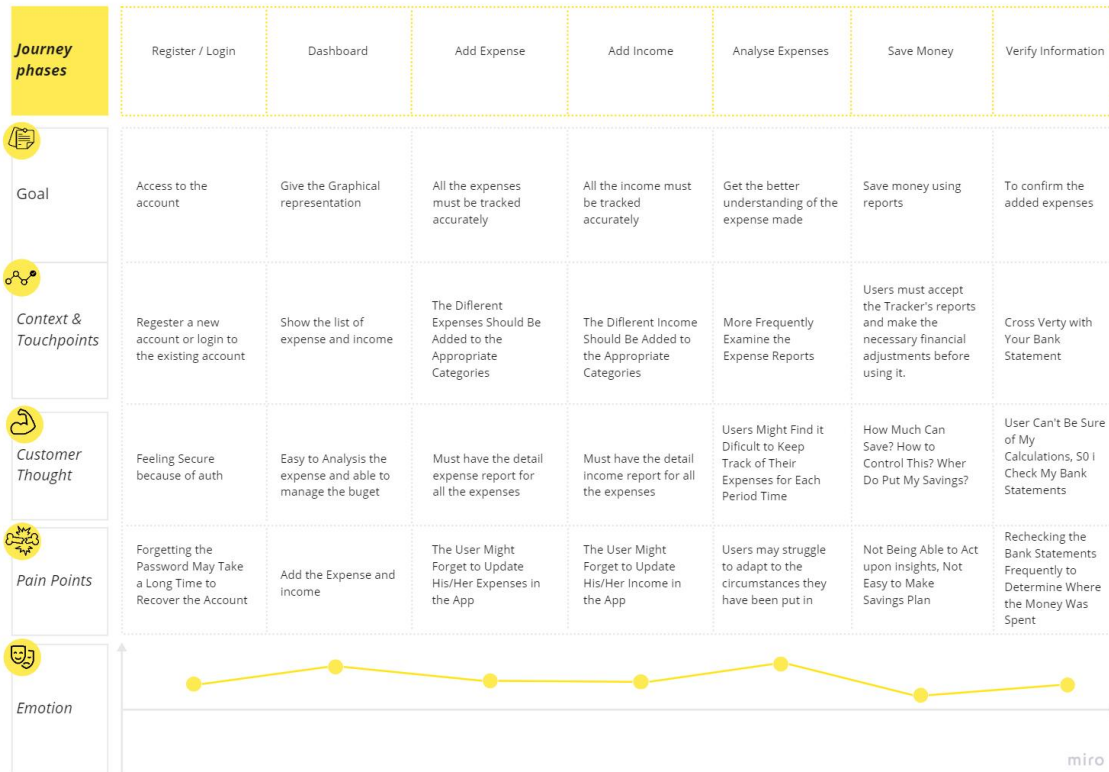 Journey
phases
Register / Login
Dashboard
Add Expense
Add Income
Analyse Expenses
Save Money
Verify Information
Goal
Access to the
account
Give the Graphical
representation
All the expenses
must be tracked
accurately
All the income must
be tracked
accurately
Get the better
understanding of the
expense made
Save money using
reports
To confirm the
added expenses
Context &
Touchpoints
Regester a new
account or login to
the existing account
Show the list of
expense and income
The Diflerent
Expenses Should Be
Added to the
Appropriate
Categories
The Diflerent Income
Should Be Added to
the Appropriate
Categories
More Frequently
Examine the
Expense Reports
Users must accept
the Tracker's reports
and make the
necessary financial
adjustments before
using it.
Cross Verty with
Your Bank
Statement
Customer
Thought
Feeling Secure
because of auth
Easy to Analysis the
expense and able to
manage the buget
Must have the detail
expense report for
all the expenses
Must have the detail
income report for all
the expenses
Users Might Find it
Dificult to Keep
Track of Their
Expenses for Each
Period Time
How Much Can
Save? How to
Control This? Wher
Do Put My Savings?
User Can't Be Sure
of My
Calculations, S0 i
Check My Bank
Statements
Pain Points
Forgetting the
Password May Take
a Long Time to
Recover the Account
Add the Expense and
income
The User Might
Forget to Update
His/Her Expenses in
the App
The User Might
Forget to Update
His/Her Income in
the App
Users may struggle
to adapt to the
circumstances they
have been put in
Not Being Able to Act
upon insights, Not
Easy to Make
Savings Plan
Rechecking the
Bank Statements
Frequently to
Determine Where
the Money Was
Spent
Emotion
miro